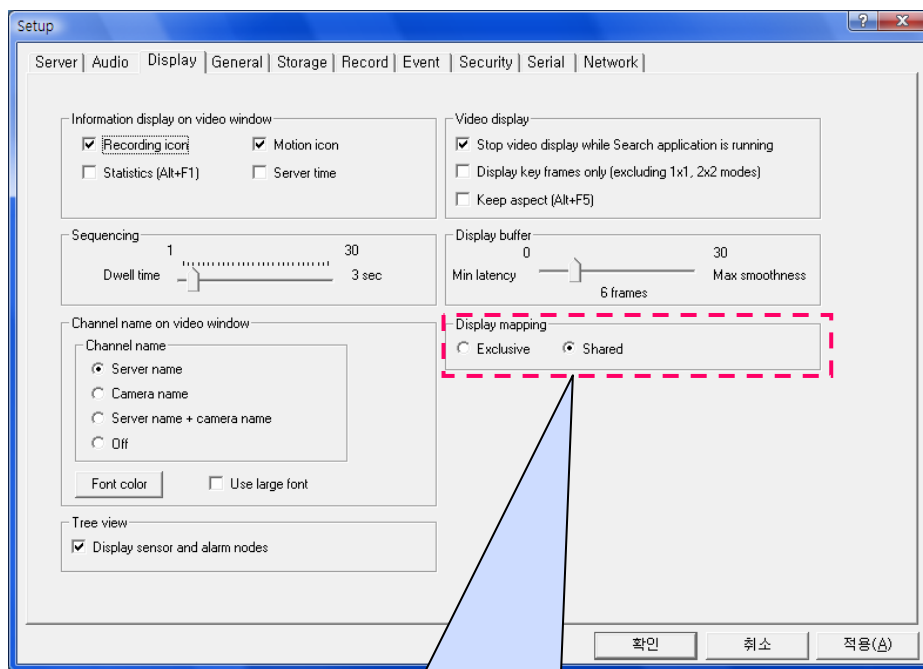 Setup
Server Audio Display General Storage Record Event Security Serial Network
Information display on video window
Recording icon Motion icon
Statistics (Alt+F1) Server time
Video display
Stop video display while Search application is running
Display key frames only (excluding 1x1, 2x2 modes)
Keep aspect (Alt+F5)
Sequencing
1 30
Dwell time 3 sec
Display buffer
0 30
Min latency Max smoothness
6 frames
Channel name on video window
Channel name
Server name
Camera name
Server name + camera name
Off
Font color Use large font
Display mapping
Exclusive Shared
Tree view
Display sensor and alarm nodes
확인 취소 적용(A)